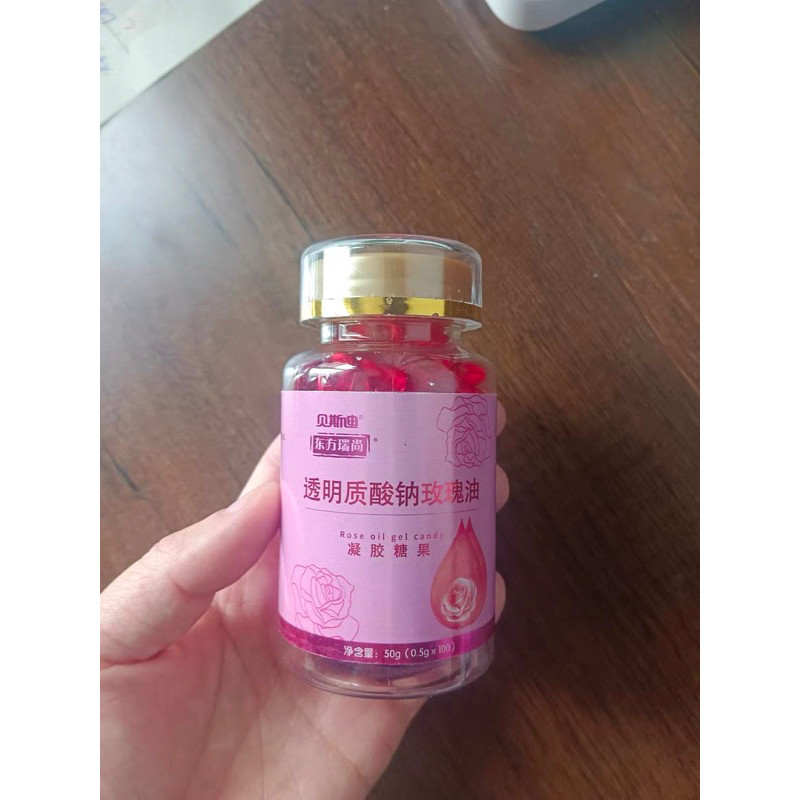 贝斯迪®
东方瑞尚®
透明质酸钠玫瑰油
Rose oil gel candy
凝胶糖果
净含量：50g（0.5g×100）